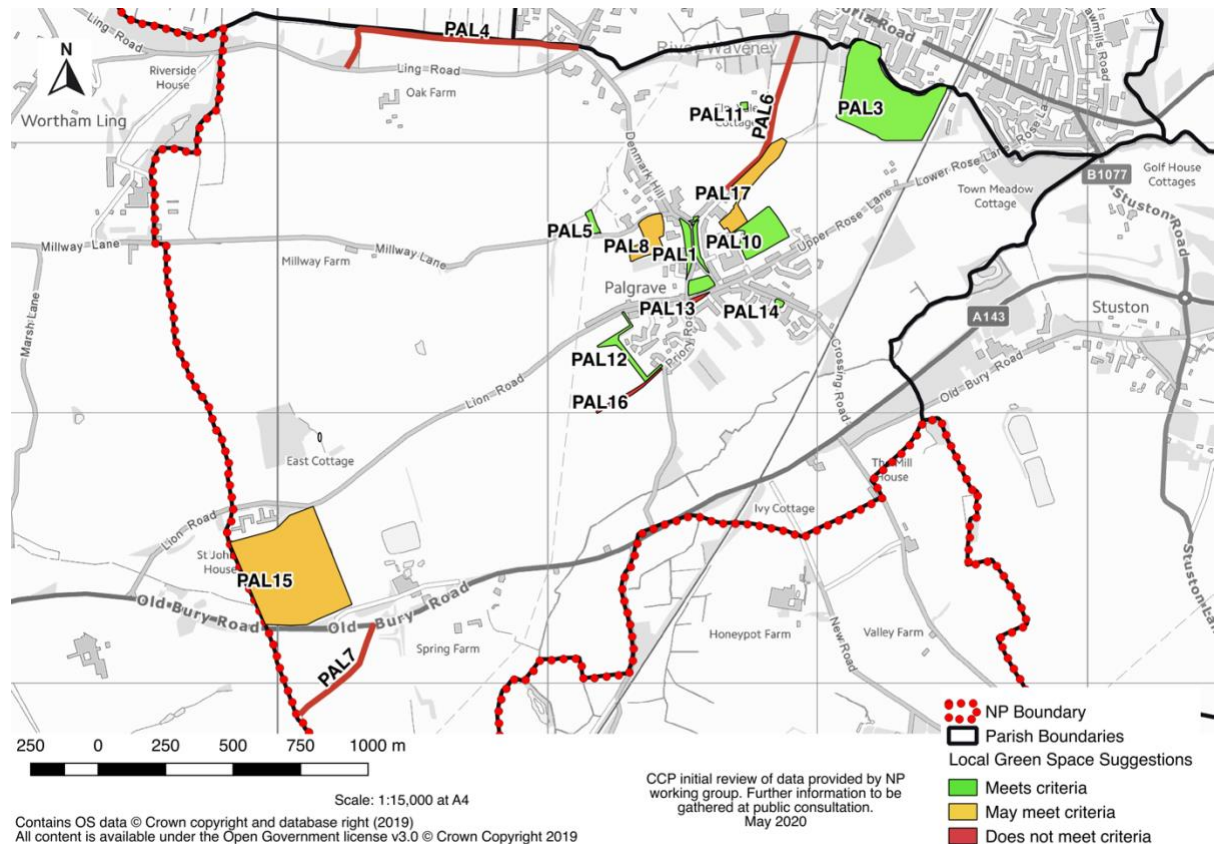 PAL4
Ling Road
N
Riverside
House
Ling Road
River Waveney
Oak Farm
Wortham Ling
PAL11
Cottage
PAL6
PAL3
Denmark Hill
Lower Rose Lane
B1077
Golf House
Cottages
Town Meadow
Cottage
PAL17
PAL5
PAL8
PAL1
PAL10
Upper Rose Lane
Stuston Road
Millway Lane
Millway Lane
Millway Farm
Marsh Lane
Palgrave
PAL13
PAL14
Priory Road
A143
Stuston
PAL12
Crossing Road
Old Bury Road
PAL16
Lion Road
East Cottage
The Mill
House
Ivy Cottage
Lion Road
St John
House
PAL15
Old Bury Road
Old Bury Road
Spring Farm
PAL7
Honeypot Farm
New Road
Valley Farm
Stuston
250 0 250 500 750 1000 m
Scale: 1:15,000 at A4
CCP initial review of data provided by NP
working group. Further information to be
gathered at public consultation.
May 2020
NP Boundary
Parish Boundaries
Local Green Space Suggestions
Meets criteria
May meet criteria
Does not meet criteria
Contains OS data © Crown copyright and database right (2019)
All content is available under the Open Government license v3.0 © Crown Copyright 2019